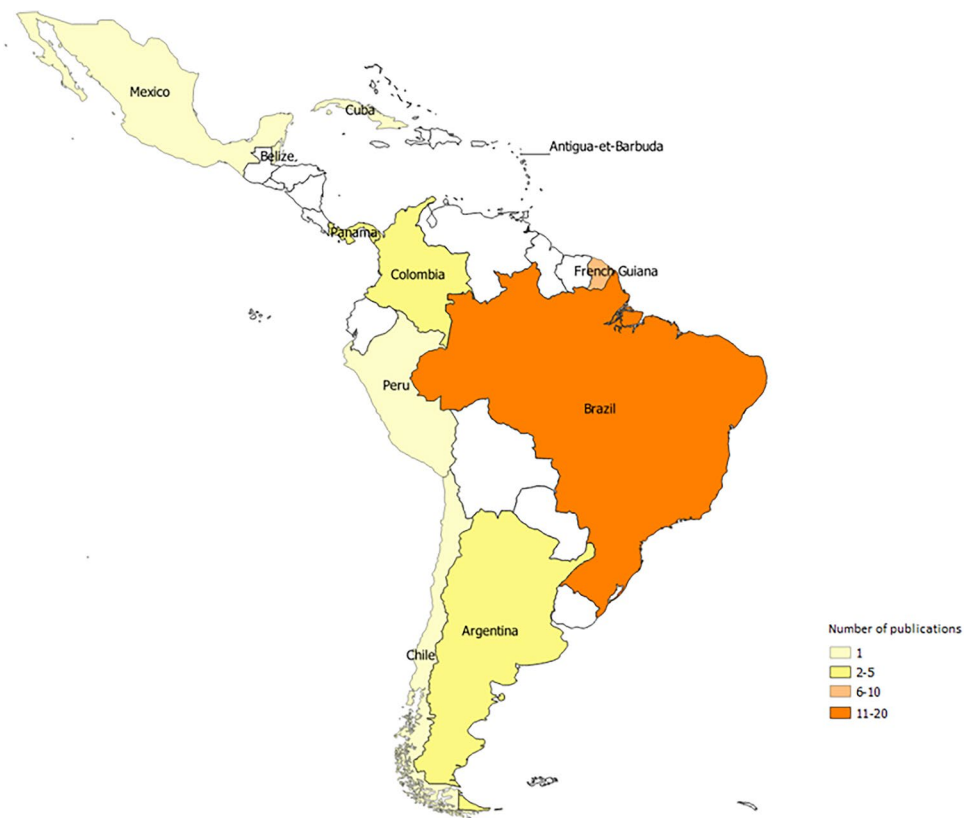 Mexico
Cuba
Antigua-et-Barbuda
Belize,
Panama
French Guiana
Colombia
Peru
Brazil
Argentina
Chile
Number of publications
1
2-5
6-10
11-20